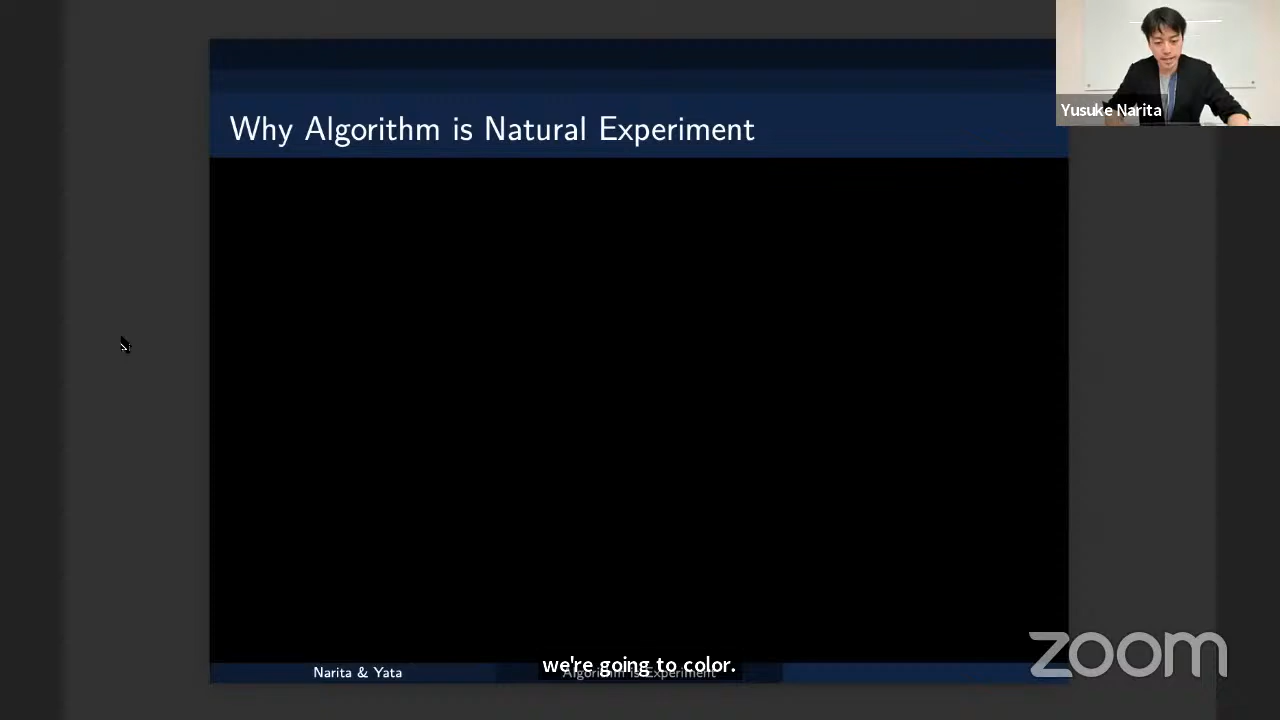 Why Algorithm is Natural Experiment
Yusuke Narita
we're going to color.
Narita & Yata
Algorithm is Experiment
zoom